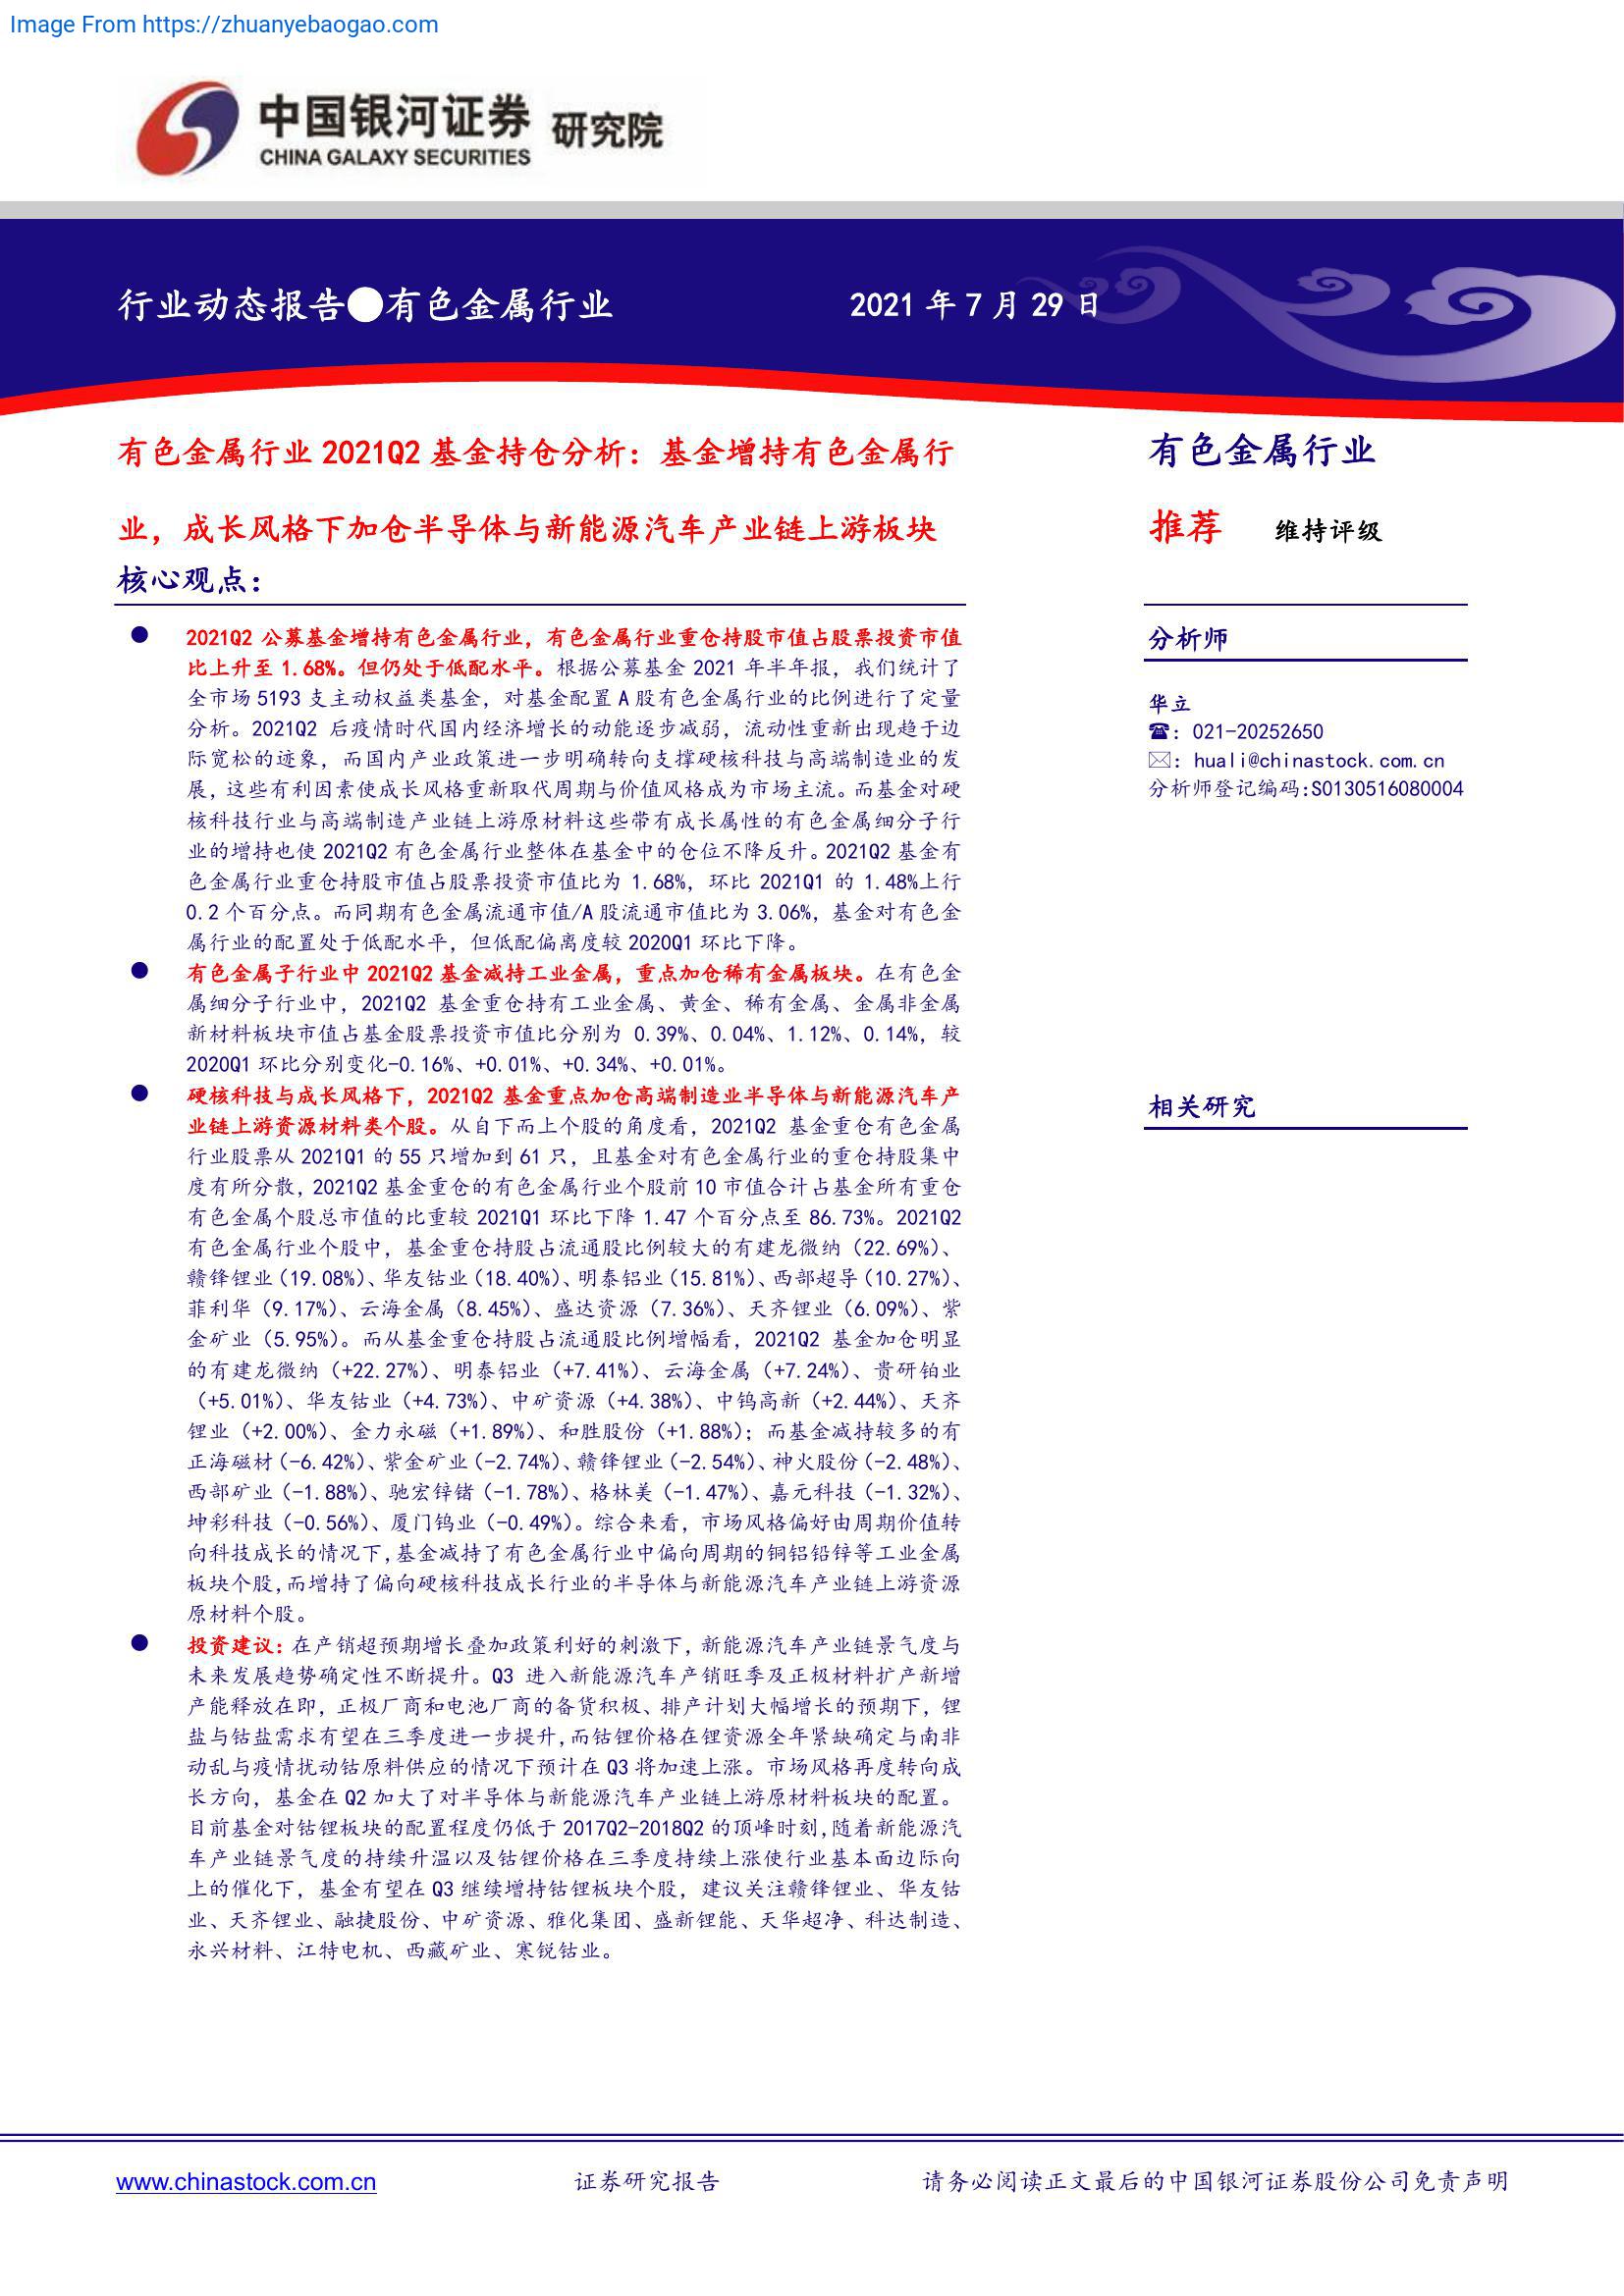 Image From https://zhuanyebaogao.com
中国银河证券 研究院
CHINA GALAXY SECURITIES
行业动态报告●有色金属行业
2021 年 7 月 29 日
有色金属行业 2021Q2 基金持仓分析：基金增持有色金属行
业，成长风格下加仓半导体与新能源汽车产业链上游板块
核心观点：
● 2021Q2 公募基金增持有色金属行业，有色金属行业重仓持股市值占股票投资市值
比上升至 1.68%。但仍处于低配水平。根据公募基金 2021 年半年报，我们统计了
全市场 5193 支主动权益类基金，对基金配置 A 股有色金属行业的比例进行了定量
分析。2021Q2 后疫情时代国内经济增长的动能逐步减弱，流动性重新出现趋于边
际宽松的迹象，而国内产业政策进一步明确转向支撑硬核科技与高端制造业的发
展，这些有利因素使成长风格重新取代周期与价值风格成为市场主流。而基金对硬
核科技行业与高端制造产业链上游原材料这些带有成长属性的有色金属细分子行
业的增持也使 2021Q2 有色金属行业整体在基金中的仓位不降反升。2021Q2 基金有
色金属行业重仓持股市值占股票投资市值比为 1.68%，环比 2021Q1 的 1.48%上行
0.2 个百分点。而同期有色金属流通市值/A 股流通市值比为 3.06%，基金对有色金
属行业的配置处于低配水平，但低配偏离度较 2020Q1 环比下降。
● 有色金属子行业中 2021Q2 基金减持工业金属，重点加仓稀有金属板块。在有色金
属细分子行业中，2021Q2 基金重仓持有工业金属、黄金、稀有金属、金属非金属
新材料板块市值占基金股票投资市值比分别为 0.39%、0.04%、1.12%、0.14%，较
2020Q1 环比分别变化-0.16%、+0.01%、+0.34%、+0.01%。
● 硬核科技与成长风格下，2021Q2 基金重点加仓高端制造业半导体与新能源汽车产
业链上游资源材料类个股。从自下而上个股的角度看，2021Q2 基金重仓有色金属
行业股票从 2021Q1 的 55 只增加到 61 只，且基金对有色金属行业的重仓持股集中
度有所分散，2021Q2 基金重仓的有色金属行业个股前 10 市值合计占基金所有重仓
有色金属个股总市值的比重较 2021Q1 环比下降 1.47 个百分点至 86.73%。2021Q2
有色金属行业个股中，基金重仓持股占流通股比例较大的有建龙微纳（22.69%）、
赣锋锂业（19.08%）、华友钴业（18.40%）、明泰铝业（15.81%）、西部超导（10.27%）、
菲利华（9.17%）、云海金属（8.45%）、盛达资源（7.36%）、天齐锂业（6.09%）、紫
金矿业（5.95%）。而从基金重仓持股占流通股比例增幅看，2021Q2 基金加仓明显
的有建龙微纳（+22.27%）、明泰铝业（+7.41%）、云海金属（+7.24%）、贵研铂业
（+5.01%）、华友钴业（+4.73%）、中矿资源（+4.38%）、中钨高新（+2.44%）、天齐
锂业（+2.00%）、金力永磁（+1.89%）、和胜股份（+1.88%）；而基金减持较多的有
正海磁材（-6.42%）、紫金矿业（-2.74%）、赣锋锂业（-2.54%）、神火股份（-2.48%）、
西部矿业（-1.88%）、驰宏锌锗（-1.78%）、格林美（-1.47%）、嘉元科技（-1.32%）、
坤彩科技（-0.56%）、厦门钨业（-0.49%）。综合来看，市场风格偏好由周期价值转
向科技成长的情况下，基金减持了有色金属行业中偏向周期的铜铝铅锌等工业金属
板块个股，而增持了偏向硬核科技成长行业的半导体与新能源汽车产业链上游资源
原材料个股。
● 投资建议：在产销超预期增长叠加政策利好的刺激下，新能源汽车产业链景气度与
未来发展趋势确定性不断提升。Q3 进入新能源汽车产销旺季及正极材料扩产新增
产能释放在即，正极厂商和电池厂商的备货积极、排产计划大幅增长的预期下，锂
盐与钴盐需求有望在三季度进一步提升，而钴锂价格在锂资源全年紧缺确定与南非
动乱与疫情扰动钴原料供应的情况下预计在 Q3 将加速上涨。市场风格再度转向成
长方向，基金在 Q2 加大了对半导体与新能源汽车产业链上游原材料板块的配置。
目前基金对钴锂板块的配置程度仍低于 2017Q2-2018Q2 的顶峰时刻，随着新能源汽
车产业链景气度的持续升温以及钴锂价格在三季度持续上涨使行业基本面边际向
上的催化下，基金有望在 Q3 继续增持钴锂板块个股，建议关注赣锋锂业、华友钴
业、天齐锂业、融捷股份、中矿资源、雅化集团、盛新锂能、天华超净、科达制造、
永兴材料、江特电机、西藏矿业、寒锐钴业。
有色金属行业
推荐 维持评级
分析师
华立
☎：021-20252650
✉：huali@chinastock.com.cn
分析师登记编码:S0130516080004
相关研究
www.chinastock.com.cn
证券研究报告
请务必阅读正文最后的中国银河证券股份公司免责声明